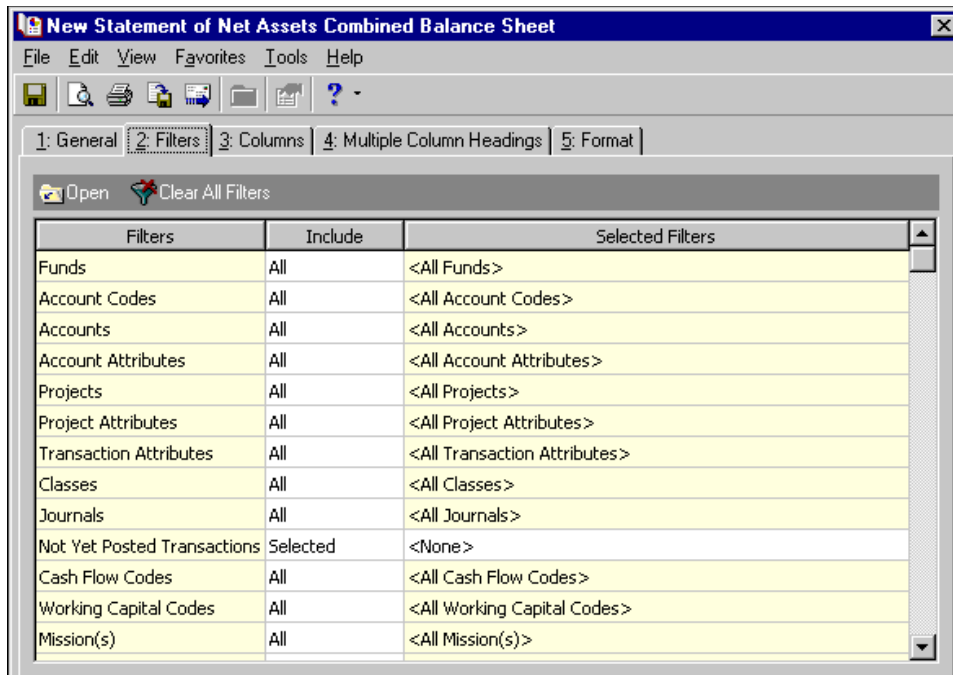 New Statement of Net Assets Combined Balance Sheet
File Edit View Favorites Tools Help
1: General 2: Filters 3: Columns 4: Multiple Column Headings 5: Format
Open Clear All Filters
Filters Include Selected Filters
Funds All <All Funds>
Account Codes All <All Account Codes>
Accounts All <All Accounts>
Account Attributes All <All Account Attributes>
Projects All <All Projects>
Project Attributes All <All Project Attributes>
Transaction Attributes All <All Transaction Attributes>
Classes All <All Classes>
Journals All <All Journals>
Not Yet Posted Transactions Selected <None>
Cash Flow Codes All <All Cash Flow Codes>
Working Capital Codes All <All Working Capital Codes>
Mission(s) All <All Mission(s)>